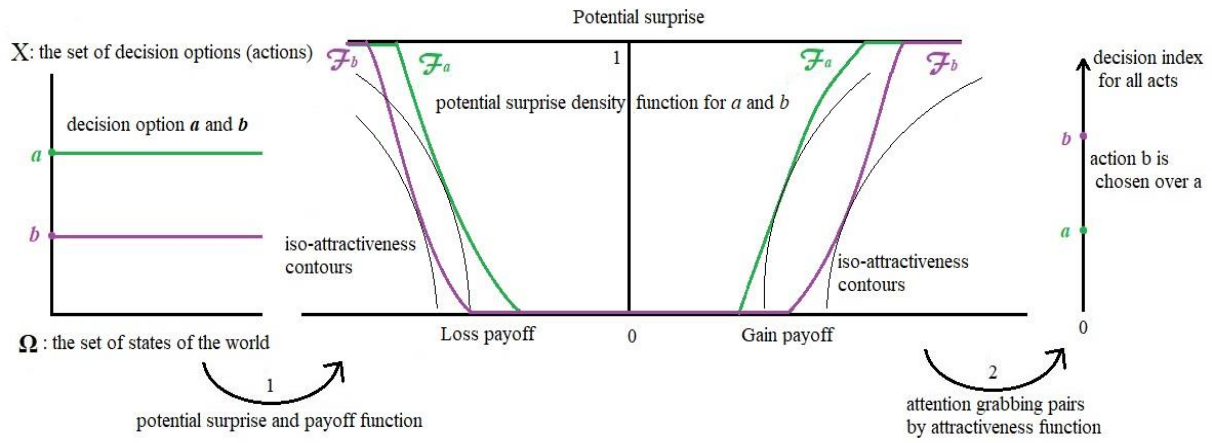 Potential surprise
X: the set of decision options (actions)
decision option a and b
a
b
Ω : the set of states of the world
1
potential surprise and payoff function
ℱb
ℱa
1
ℱa
ℱb
potential surprise density function for a and b
iso-attractiveness
contours
iso-attractiveness
contours
Loss payoff
0
Gain payoff
decision index
for all acts
b
action b is
chosen over a
a
0
2
attention grabbing pairs
by attractiveness function